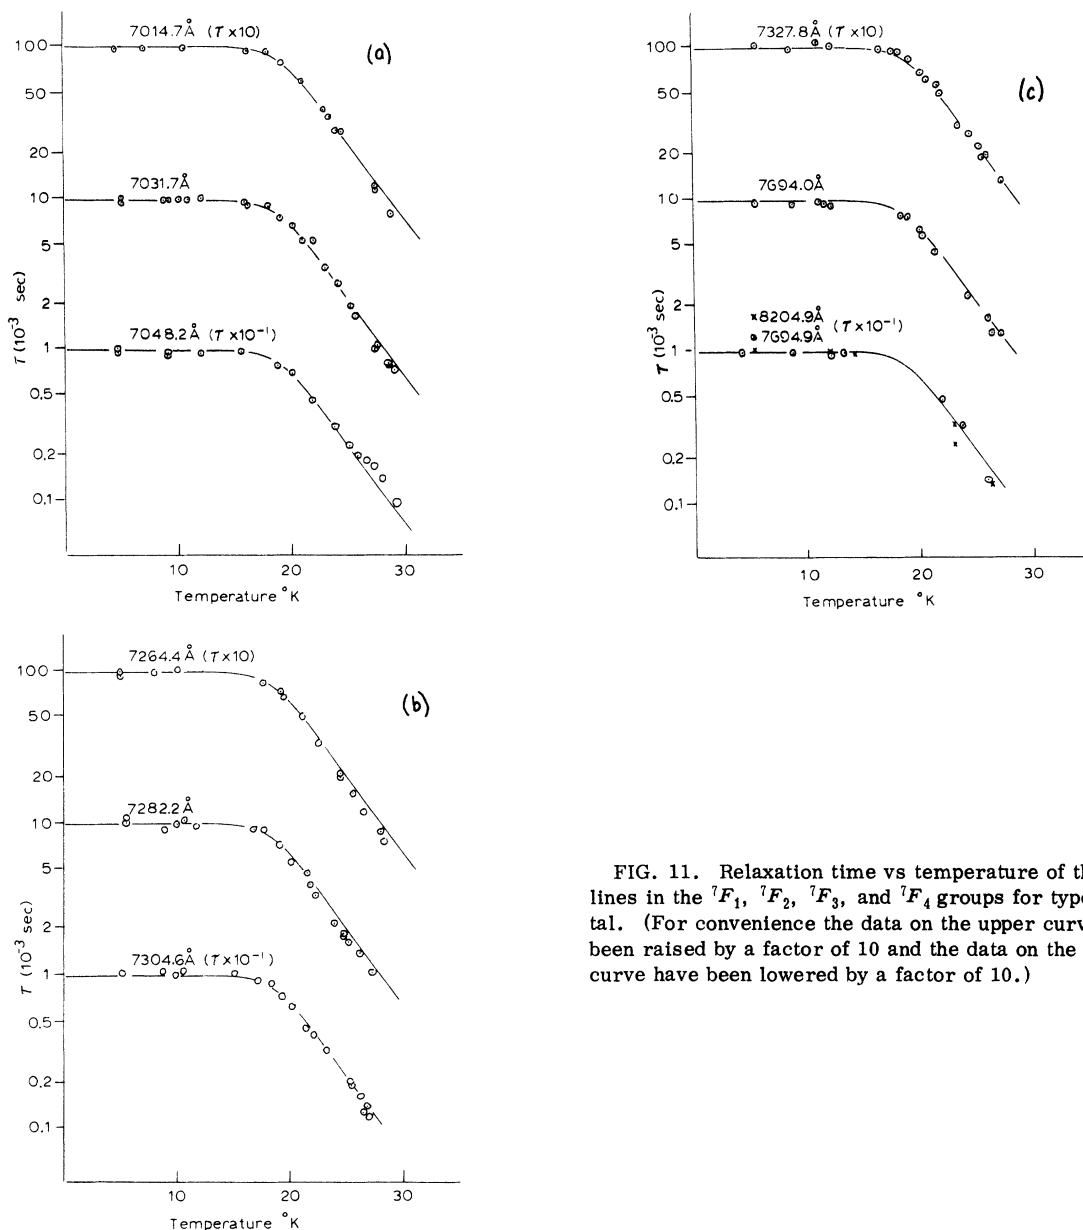 7014.7Å (τ×10)
(a)
100
50
20
7031.7Å
10
5
2
7048.2Å (τ×10⁻¹)
1
0.5
0.2
0.1
τ (10⁻³ sec)
10 20 30
Temperature °K
7327.8Å (τ×10)
(c)
100
50
20
7694.0Å
10
5
2
×8204.9Å
7694.9Å (τ×10⁻¹)
1
0.5
0.2
0.1
τ (10⁻³ sec)
10 20 30
Temperature °K
7264.4Å (τ×10)
(b)
100
50
20
7282.2Å
10
5
2
7304.6Å (τ×10⁻¹)
1
0.5
0.2
0.1
τ (10⁻³ sec)
10 20 30
Temperature °K
FIG. 11. Relaxation time vs temperature of
lines in the ⁷F₁, ⁷F₂, ⁷F₃, and ⁷F₄ groups for type
tal. (For convenience the data on the upper
been raised by a factor of 10 and the data on the
curve have been lowered by a factor of 10.)